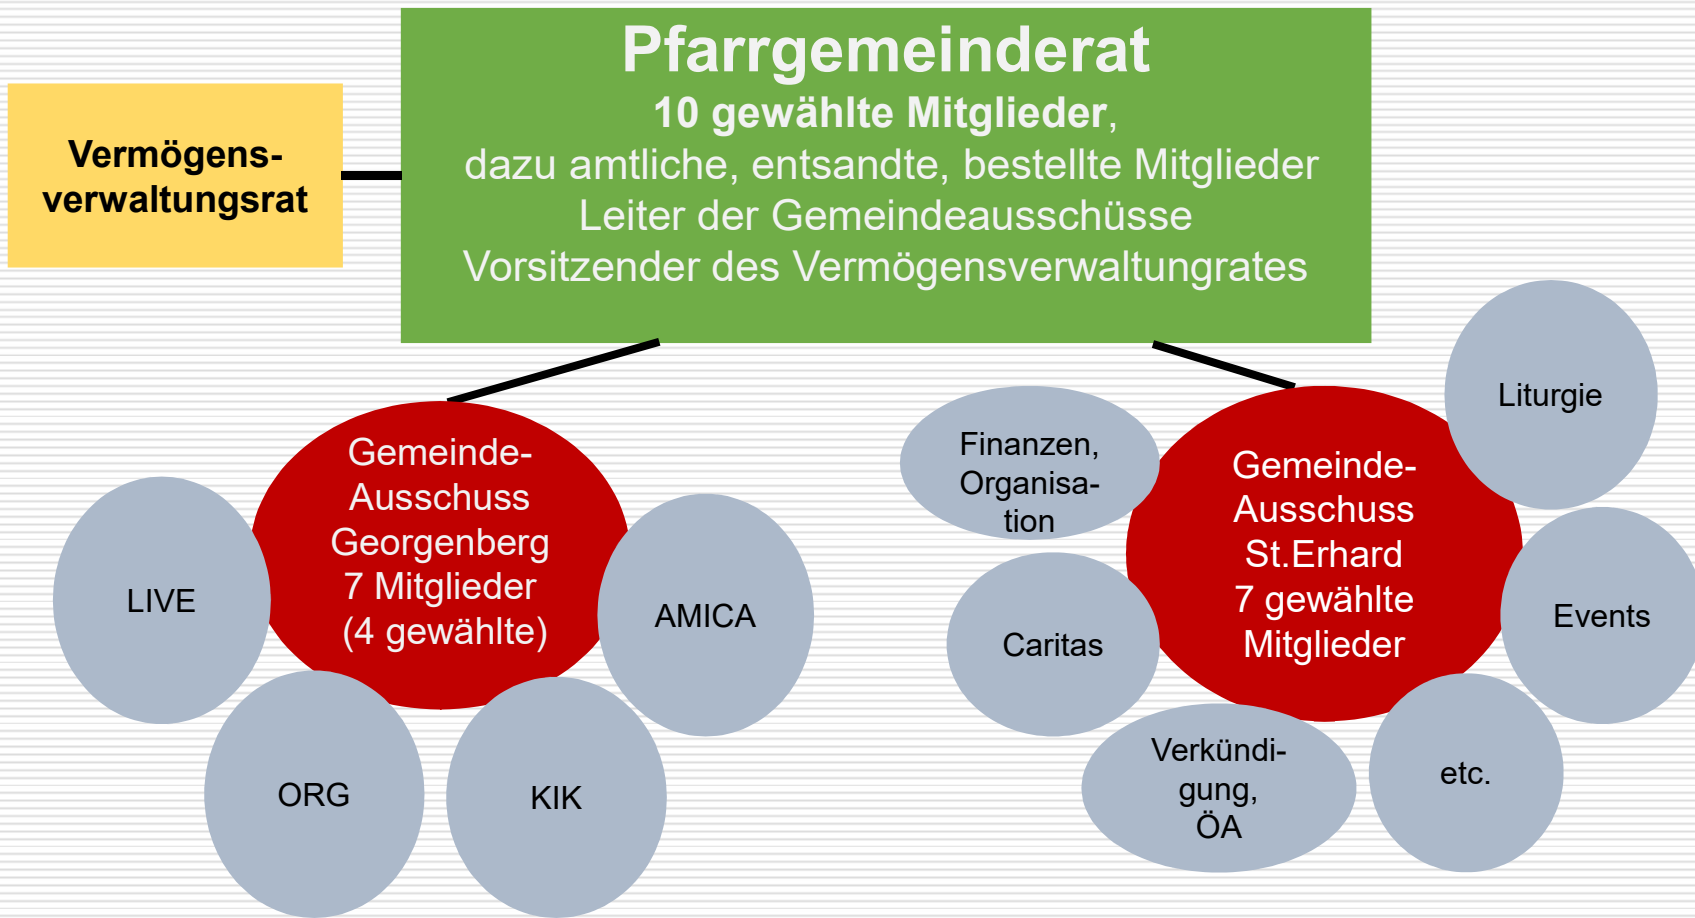 Pfarrgemeinderat
10 gewählte Mitglieder,
dazu amtliche, entsandte, bestellte Mitglieder
Leiter der Gemeindeausschüsse
Vorsitzender des Vermögensverwaltungrates
Vermögens-
verwaltungsrat
Gemeinde-
Ausschuss
Georgenberg
7 Mitglieder
(4 gewählte)
LIVE
ORG
KIK
AMICA
Gemeinde-
Ausschuss
St.Erhard
7 gewählte
Mitglieder
Finanzen,
Organisa-
tion
Caritas
Verkündi-
gung,
ÖA
etc.
Events
Liturgie